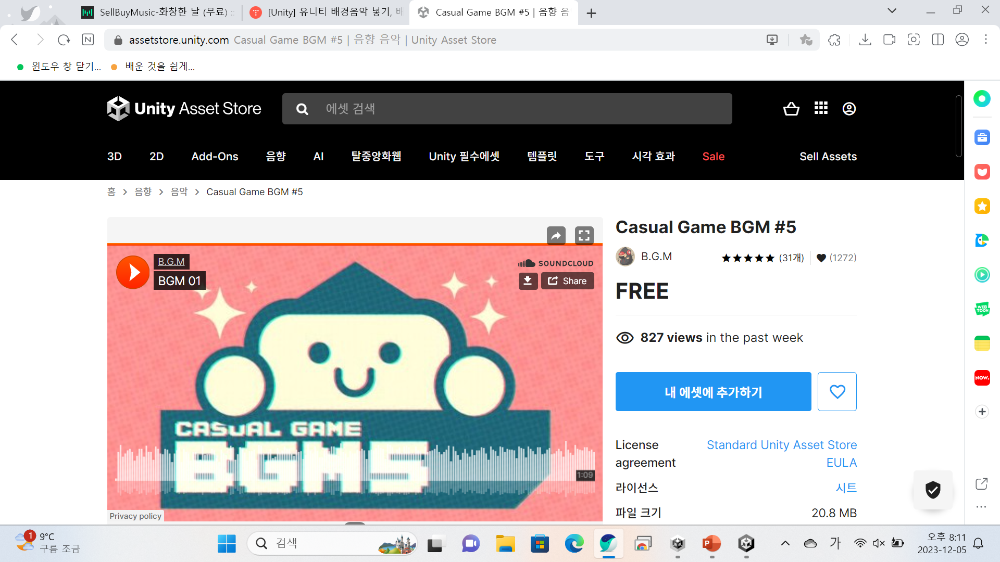 SellBuyMusic-화창한 날 (무료) ::
[Unity] 유니티 배경음악 넣기, 배
Casual Game BGM #5 | 음향 음
assetstore.unity.com Casual Game BGM #5 | 음향 음악 | Unity Asset Store
윈도우 창 닫기...
배운 것을 쉽게...
Unity Asset Store
에셋 검색
3D
2D
Add-Ons
음향
AI
탈중앙화웹
Unity 필수에셋
템플릿
도구
시각 효과
Sale
Sell Assets
홈 > 음향 > 음악 > Casual Game BGM #5
B.G.M
BGM 01
SOUNDCLOUD
Share
CASUAL GAME
BGM5
1:09
Privacy policy
Casual Game BGM #5
B.G.M
(31개)
(1272)
FREE
827 views in the past week
내 에셋에 추가하기
License agreement
Standard Unity Asset Store
EULA
라이선스
시트
파일 크기
20.8 MB
WEB
TOON
NOW.
1
9°C
구름 조금
검색
가
오후 8:11
2023-12-05